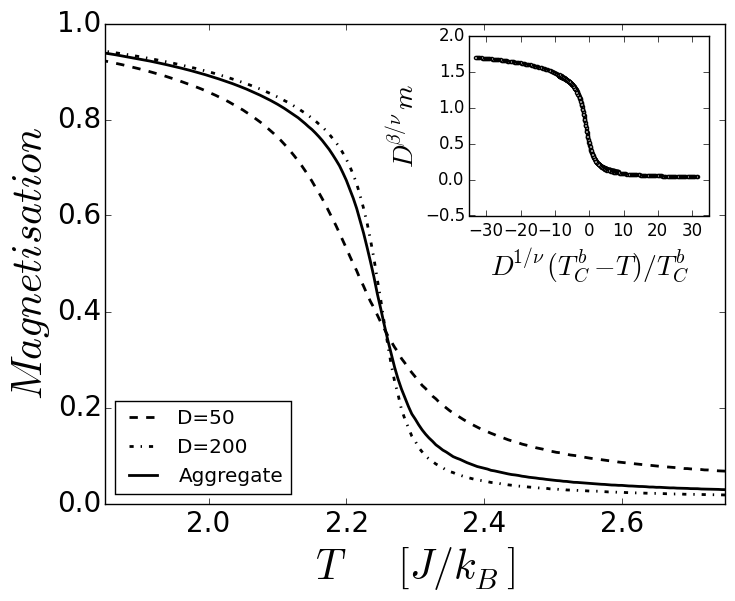 1.0
0.8
0.6
0.4
0.2
0.0
Magnetisation
2.0 2.2 2.4 2.6
T [J/k_B]
D=50
D=200
Aggregate
2.0
1.5
1.0
0.5
0.0
−0.5
D^{β/ν} m
−30 −20 −10 0 10 20 30
D^{1/ν}(T_C^b−T)/T_C^b